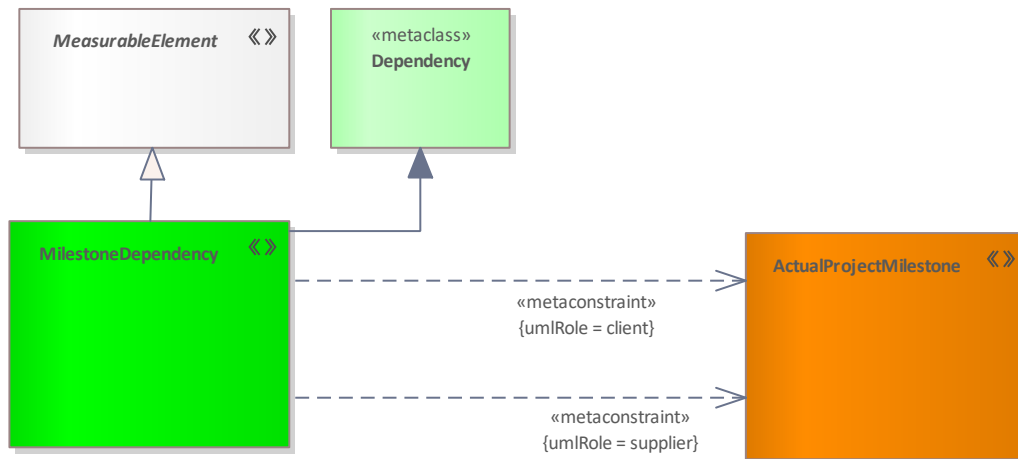 MeasurableElement
«»
«metaclass»
Dependency
MilestoneDependency
«»
ActualProjectMilestone
«»
«metaconstraint»
{umlRole = client}
«metaconstraint»
{umlRole = supplier}